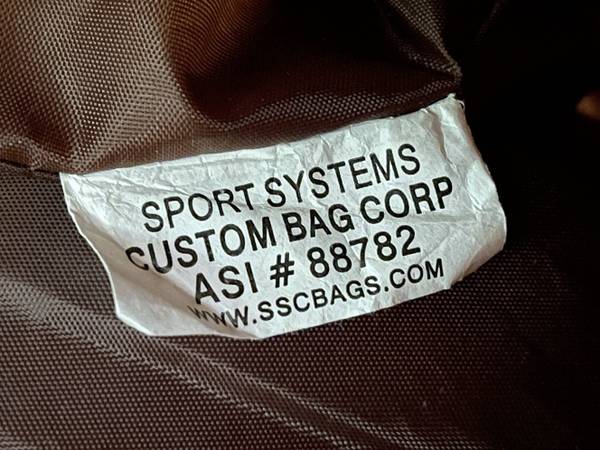 SPORT SYSTEMS
CUSTOM BAG CORP
ASI # 88782
WWW.SSCBAGS.COM